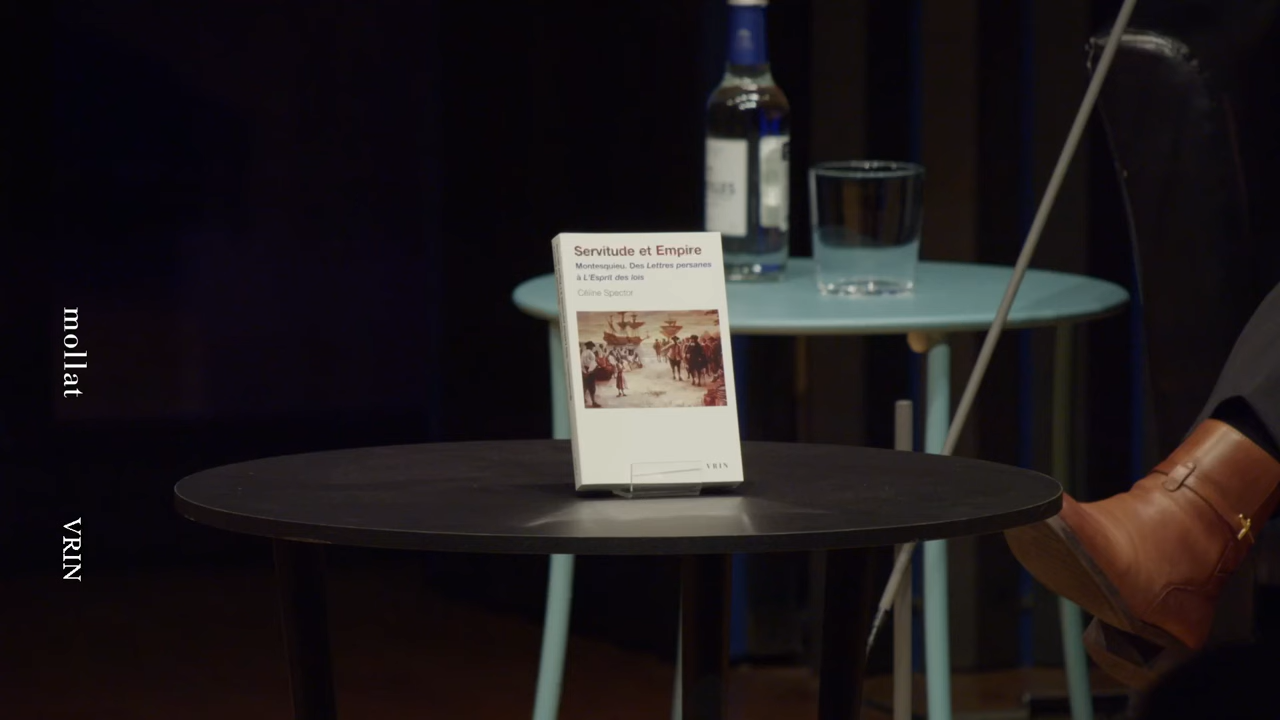 Servitude et Empire
Montesquieu. Des Lettres persanes
à L'Esprit des lois
Céline Spector
VRIN
mollat
VRIN